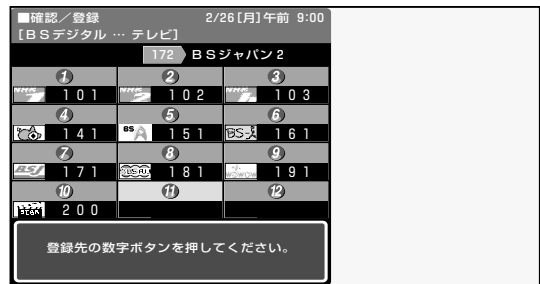 ■確認／登録 2/26[月]午前 9:00
[BSデジタル … テレビ]
172 BSジャパン2
1 2 3
101 102 103
4 5 6
141 151 161
7 8 9
171 181 191
10 11 12
200
登録先の数字ボタンを押してください。